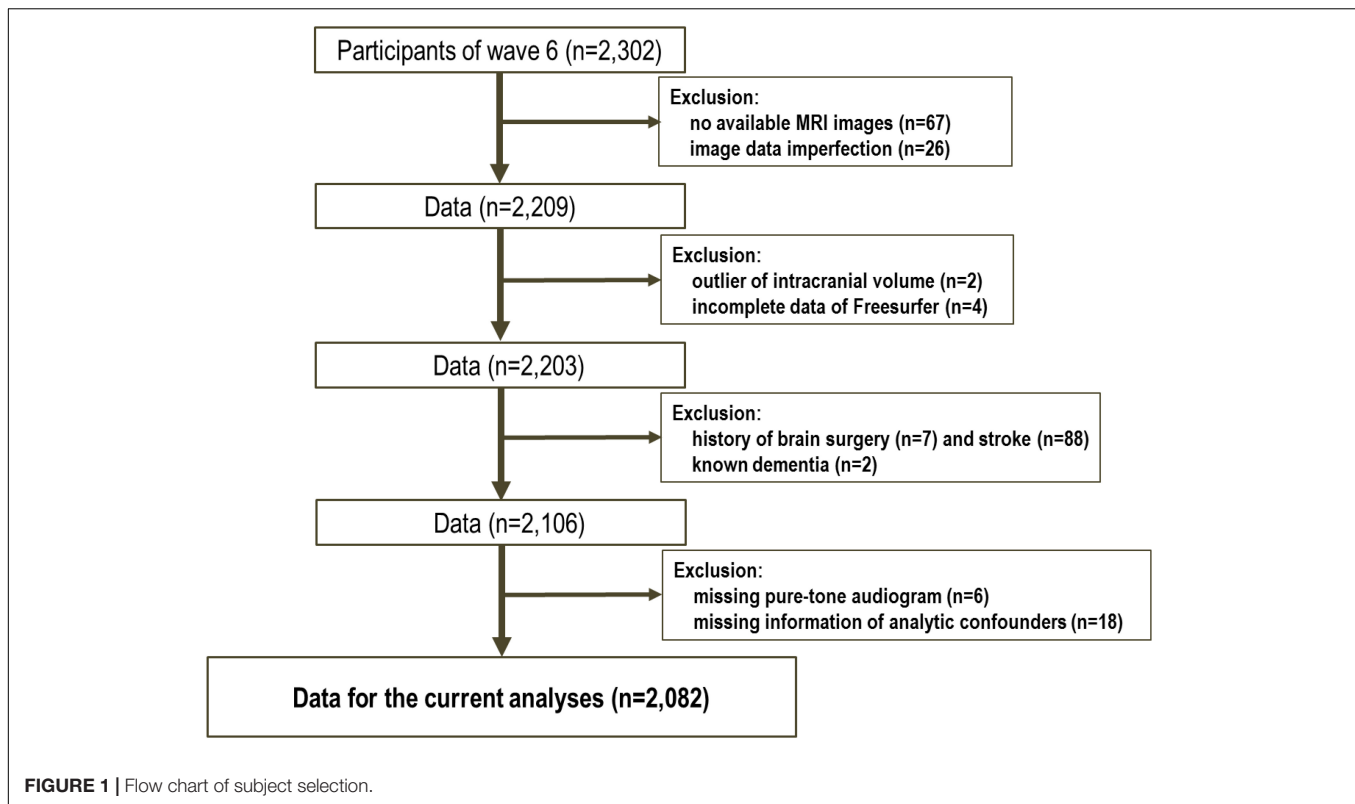 Participants of wave 6 (n=2,302)
Exclusion:
no available MRI images (n=67)
image data imperfection (n=26)
Data (n=2,209)
Exclusion:
outlier of intracranial volume (n=2)
incomplete data of Freesurfer (n=4)
Data (n=2,203)
Exclusion:
history of brain surgery (n=7) and stroke (n=88)
known dementia (n=2)
Data (n=2,106)
Exclusion:
missing pure-tone audiogram (n=6)
missing information of analytic confounders (n=18)
Data for the current analyses (n=2,082)
FIGURE 1 | Flow chart of subject selection.